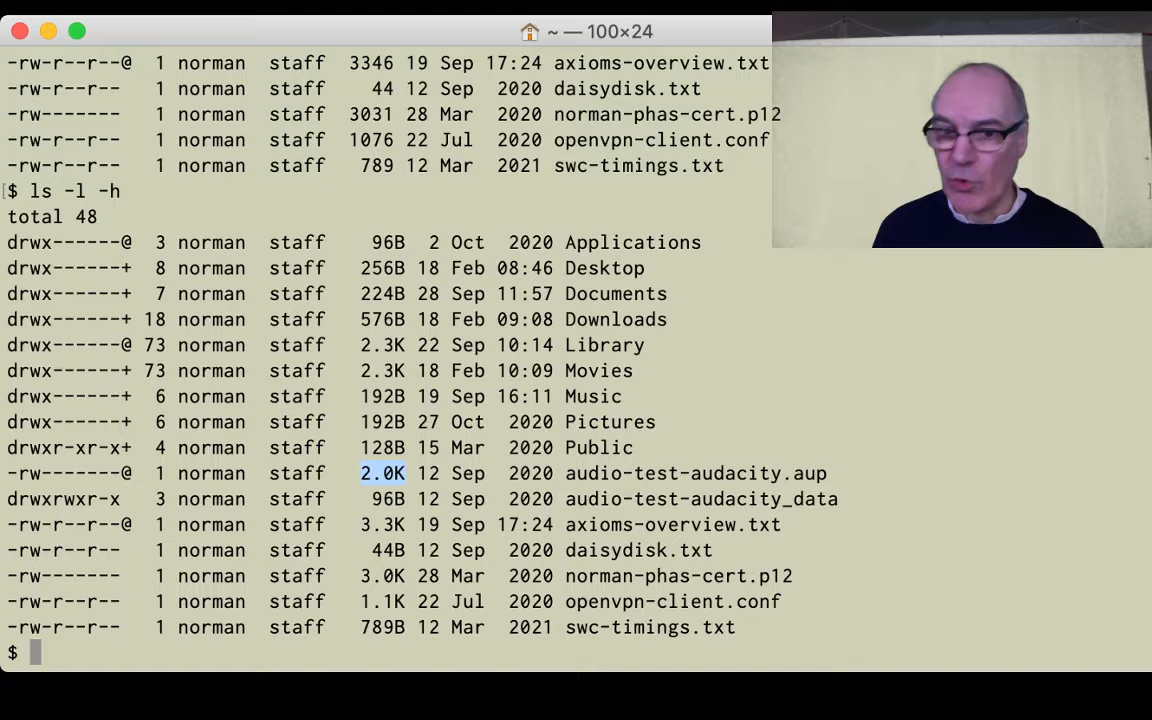 ~ — 100×24
-rw-r--r--@ 1 norman staff 3346 19 Sep 17:24 axioms-overview.txt
-rw-r--r-- 1 norman staff 44 12 Sep 2020 daisydisk.txt
-rw------- 1 norman staff 3031 28 Mar 2020 norman-phas-cert.p12
-rw-r--r-- 1 norman staff 1076 22 Jul 2020 openvpn-client.conf
-rw-r--r-- 1 norman staff 789 12 Mar 2021 swc-timings.txt
[$ ls -l -h ]
total 48
drwx------@ 3 norman staff 96B 2 Oct 2020 Applications
drwx------+ 8 norman staff 256B 18 Feb 08:46 Desktop
drwx------+ 7 norman staff 224B 28 Sep 11:57 Documents
drwx------+ 18 norman staff 576B 18 Feb 09:08 Downloads
drwx------@ 73 norman staff 2.3K 22 Sep 10:14 Library
drwx------+ 73 norman staff 2.3K 18 Feb 10:09 Movies
drwx------+ 6 norman staff 192B 19 Sep 16:11 Music
drwx------+ 6 norman staff 192B 27 Oct 2020 Pictures
drwxr-xr-x+ 4 norman staff 128B 15 Mar 2020 Public
-rw-------@ 1 norman staff 2.0K 12 Sep 2020 audio-test-audacity.aup
drwxrwxr-x 3 norman staff 96B 12 Sep 2020 audio-test-audacity_data
-rw-r--r--@ 1 norman staff 3.3K 19 Sep 17:24 axioms-overview.txt
-rw-r--r-- 1 norman staff 44B 12 Sep 2020 daisydisk.txt
-rw------- 1 norman staff 3.0K 28 Mar 2020 norman-phas-cert.p12
-rw-r--r-- 1 norman staff 1.1K 22 Jul 2020 openvpn-client.conf
-rw-r--r-- 1 norman staff 789B 12 Mar 2021 swc-timings.txt
$